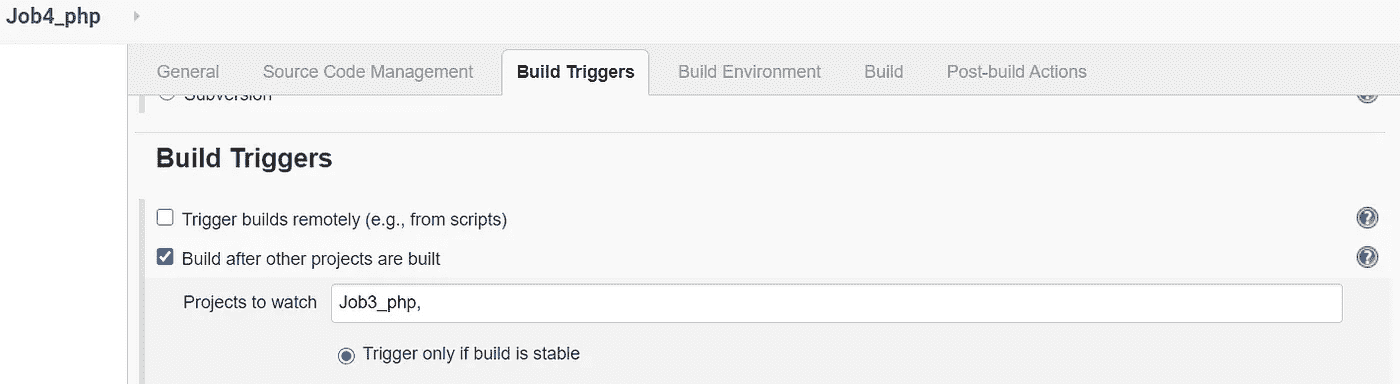 Job4_php
General Source Code Management Build Triggers Build Environment Build Post-build Actions
Subversion
Build Triggers
Trigger builds remotely (e.g., from scripts)
Build after other projects are built
Projects to watch Job3_php,
Trigger only if build is stable